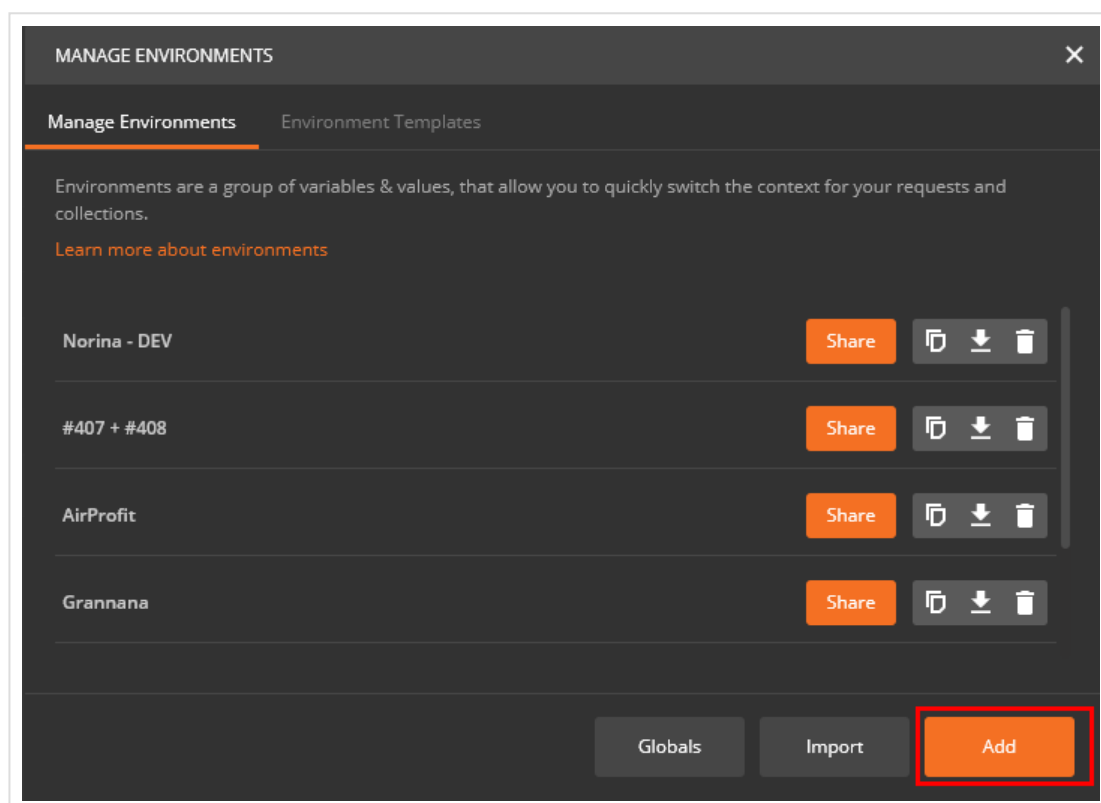 MANAGE ENVIRONMENTS
Manage Environments
Environment Templates
Environments are a group of variables & values, that allow you to quickly switch the context for your requests and
collections.
Learn more about environments
Norina - DEV
Share
#407 + #408
Share
AirProfit
Share
Grannana
Share
Globals
Import
Add